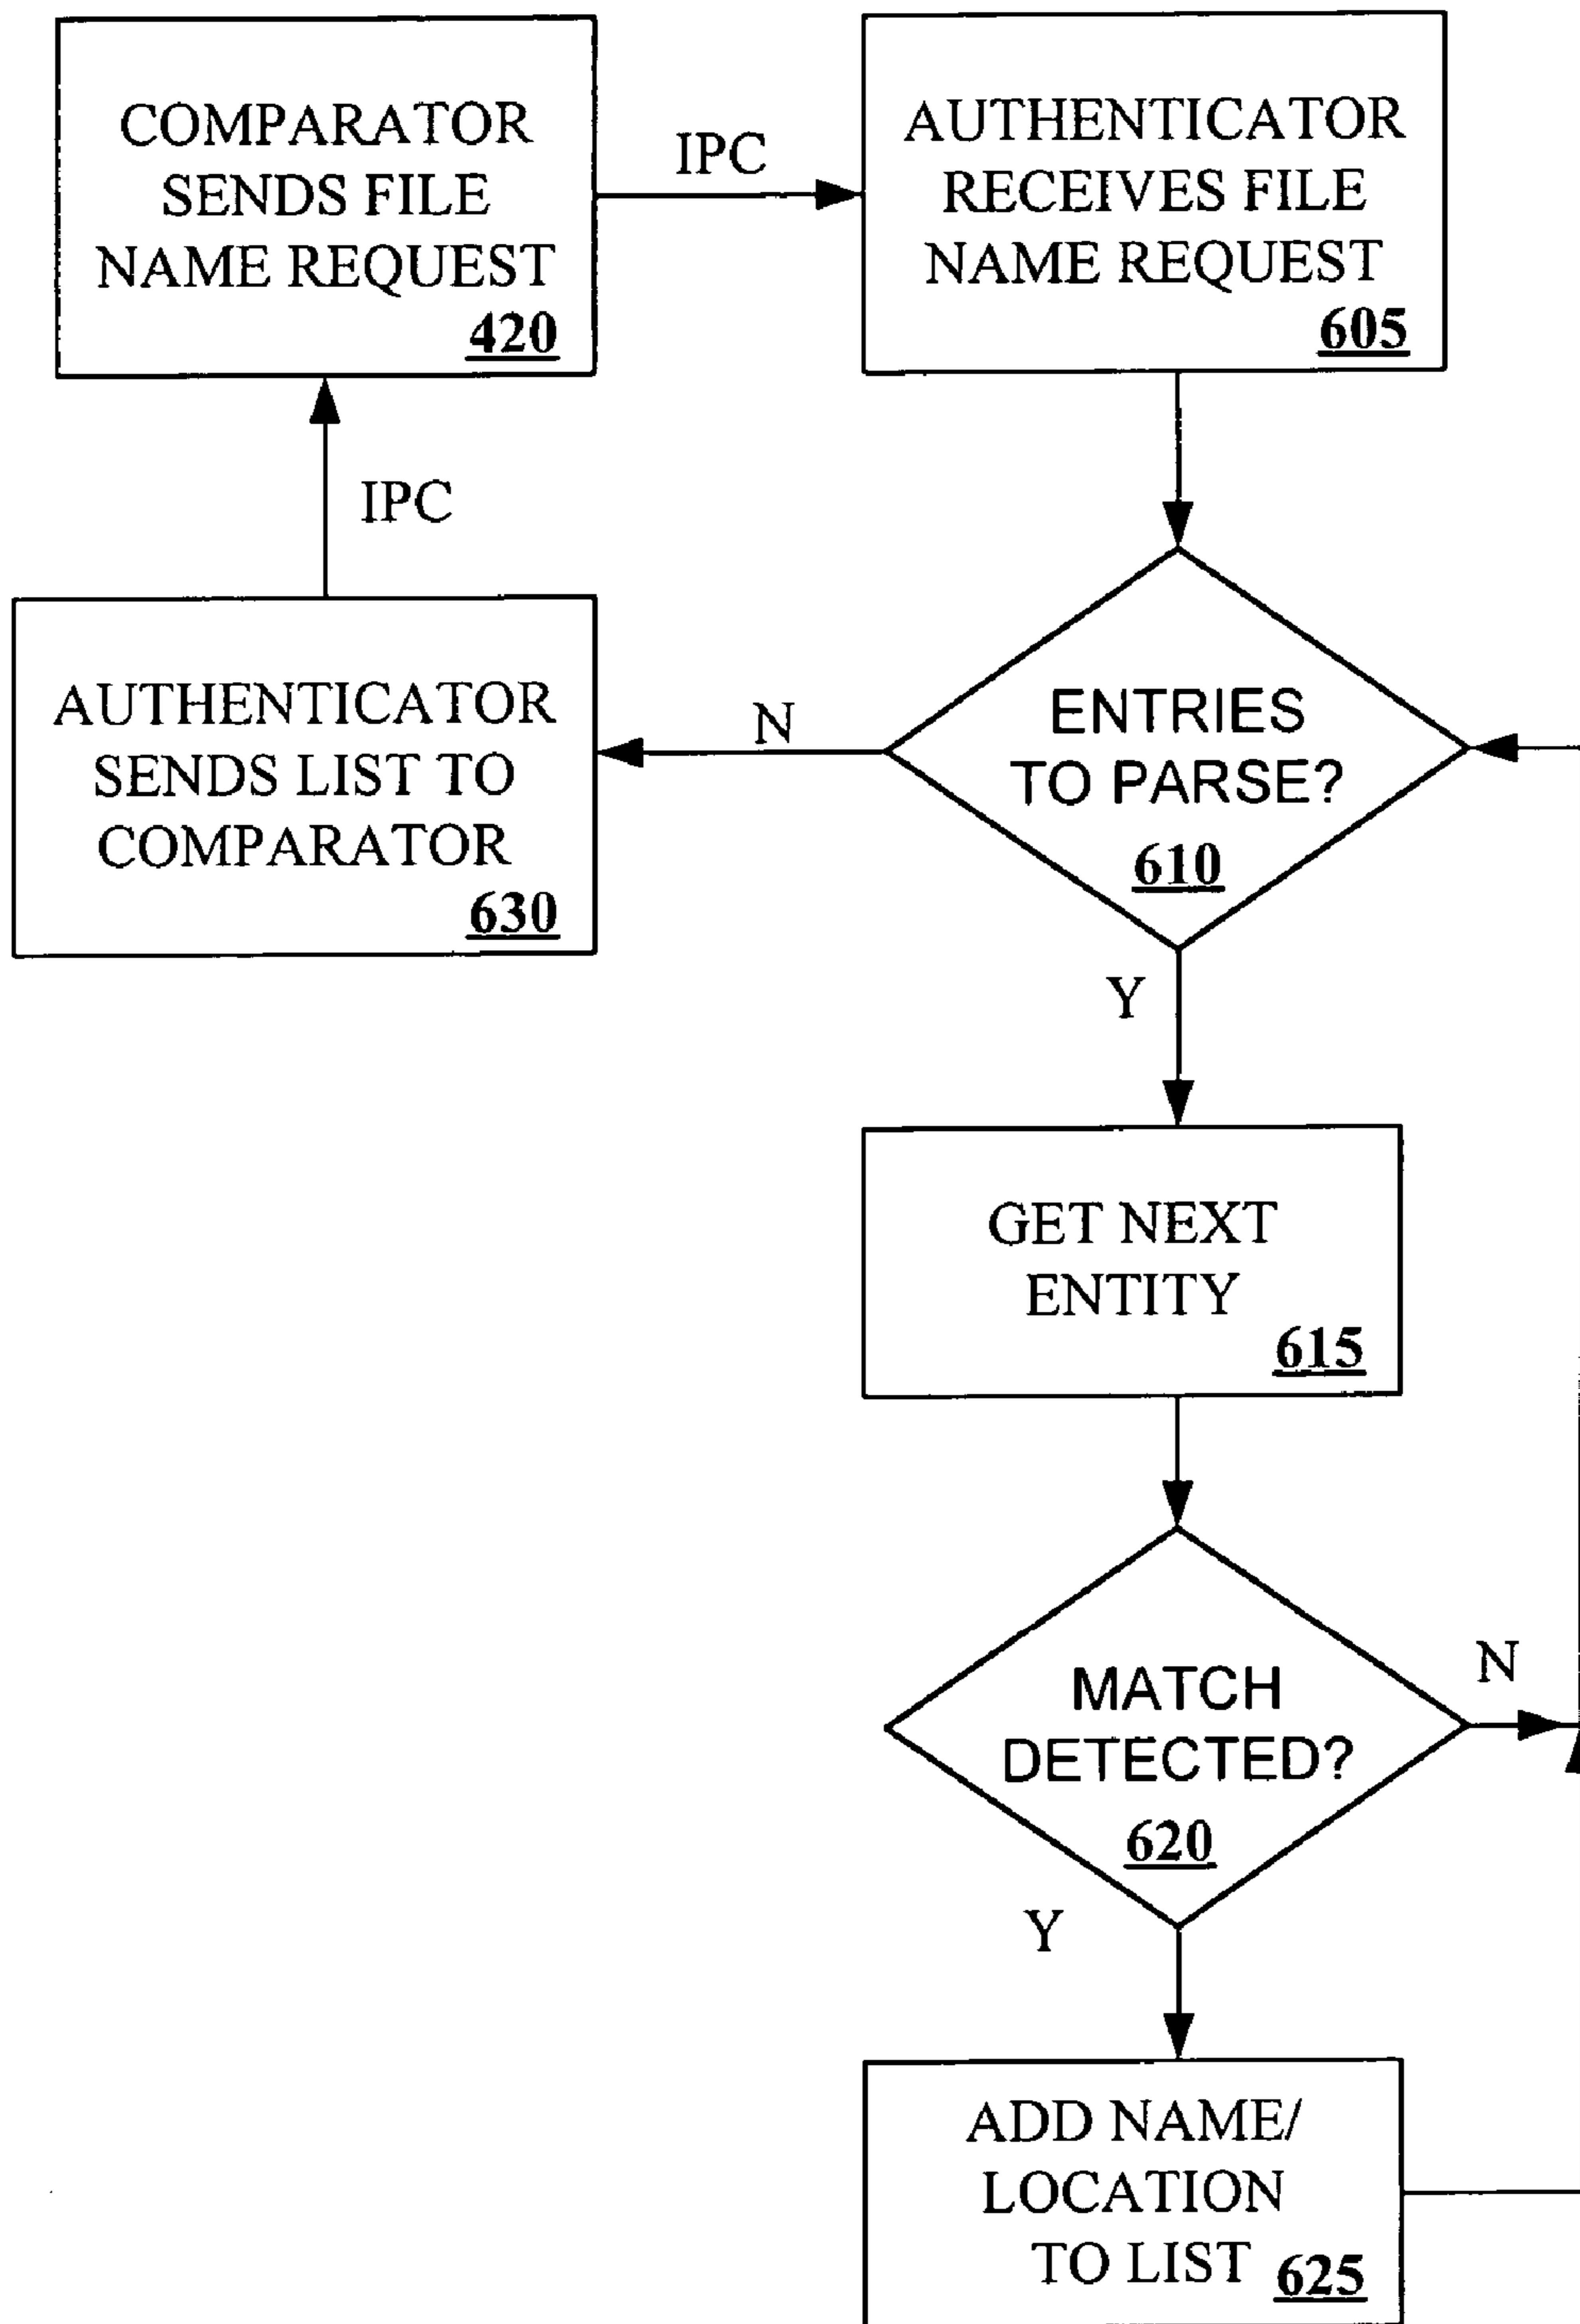 COMPARATOR
SENDS FILE
NAME REQUEST
420
IPC
AUTHENTICATOR
RECEIVES FILE
NAME REQUEST
605
IPC
AUTHENTICATOR
SENDS LIST TO
COMPARATOR
630
N
ENTRIES
TO PARSE?
610
Y
GET NEXT
ENTITY
615
MATCH
DETECTED?
620
N
Y
ADD NAME/
LOCATION
TO LIST
625